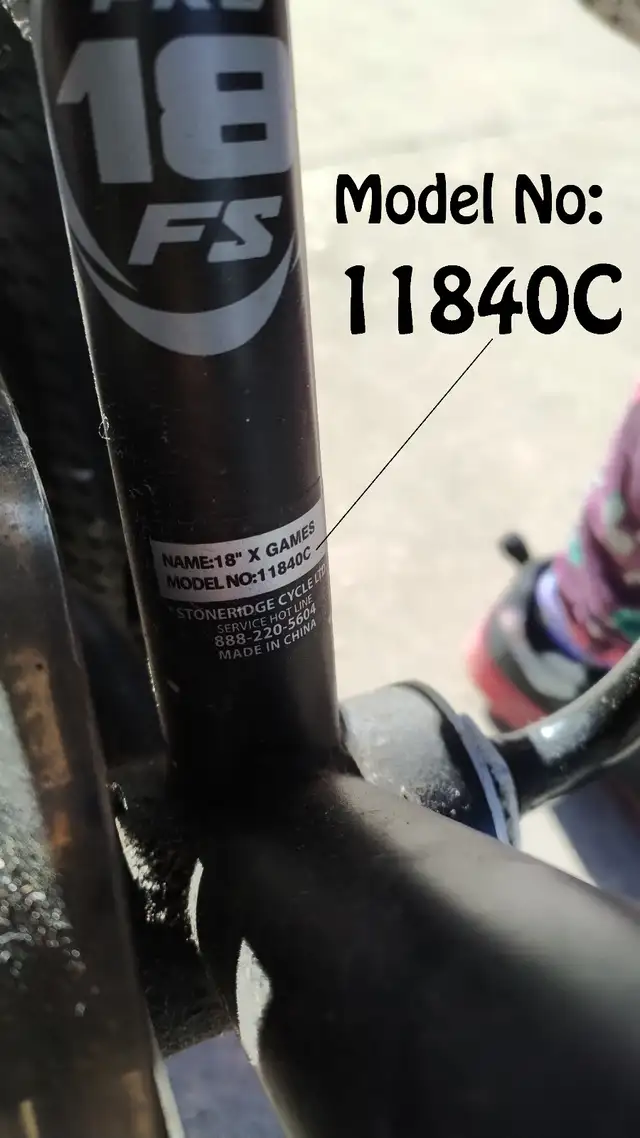 18
FS
Model No:
11840C
NAME:18" X GAMES
MODEL NO:11840C
STONERIDGE CYCLE LTD
SERVICE HOT LINE
888-220-5604
MADE IN CHINA